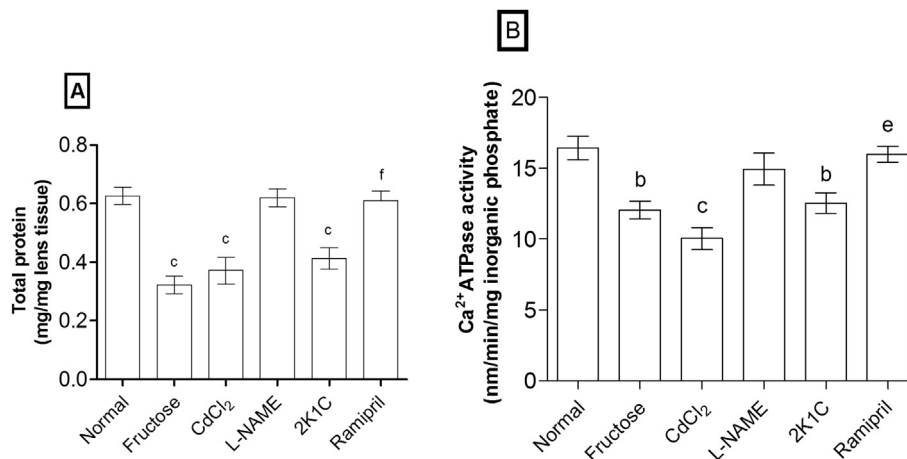 A
Total protein
(mg/mg lens tissue)
0.8
0.6
0.4
0.2
0.0
c
c
c
f
Normal
Fructose
CdCl₂
L-NAME
2K1C
Ramipril
B
Ca²⁺ATPase activity
(nm/min/mg inorganic phosphate)
20
15
10
5
0
b
c
b
e
Normal
Fructose
CdCl₂
L-NAME
2K1C
Ramipril